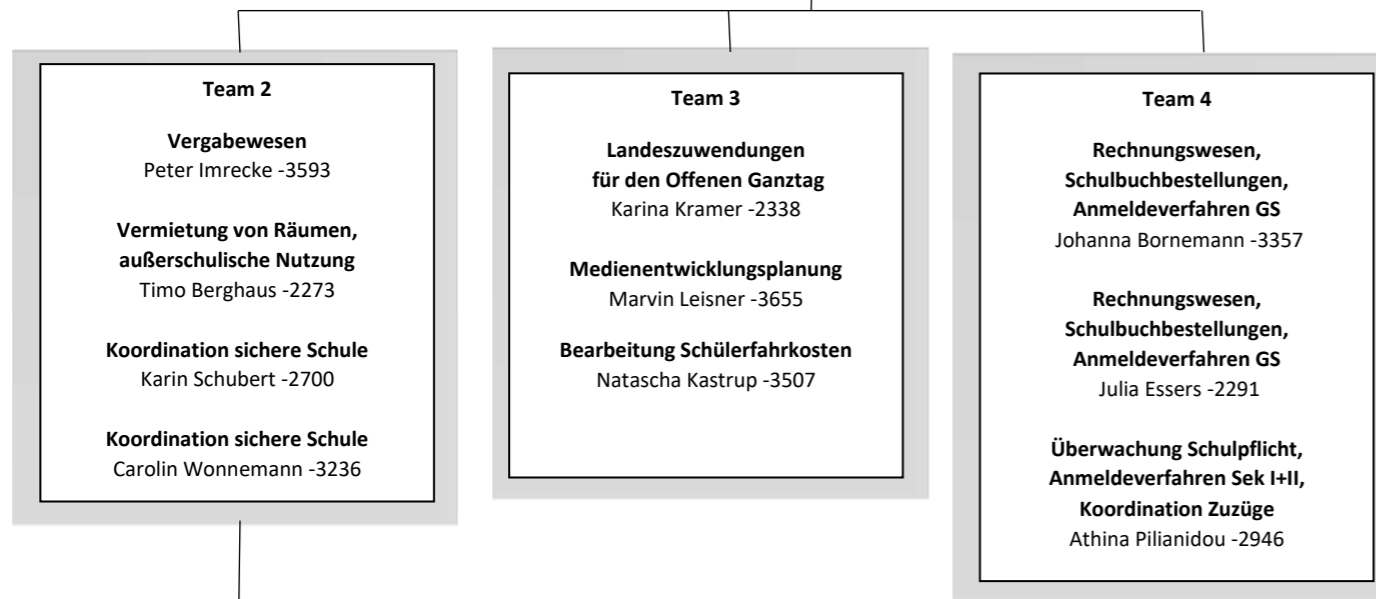 Team 2
Vergabewesen
Peter Imrecke -3593
Vermietung von Räumen,
außerschulische Nutzung
Timo Berghaus -2273
Koordination sichere Schule
Karin Schubert -2700
Koordination sichere Schule
Carolin Wonnemann -3236
Team 3
Landeszuwendungen
für den Offenen Ganztag
Karina Kramer -2338
Medienentwicklungsplanung
Marvin Leisner -3655
Bearbeitung Schülerfahrkosten
Natascha Kastrup -3507
Team 4
Rechnungswesen,
Schulbuchbestellungen,
Anmeldeverfahren GS
Johanna Bornemann -3357
Rechnungswesen,
Schulbuchbestellungen,
Anmeldeverfahren GS
Julia Essers -2291
Überwachung Schulpflicht,
Anmeldeverfahren Sek I+II,
Koordination Zuzüge
Athina Pilianidou -2946